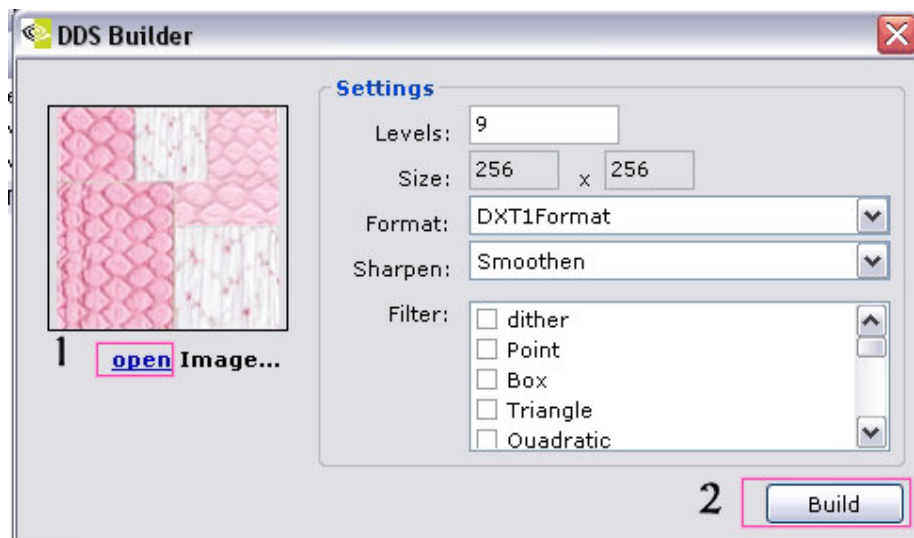 DDS Builder
Settings
Levels: 9
Size: 256 x 256
Format: DXT1Format
Sharpen: Smoothen
Filter:
dither
Point
Box
Triangle
Quadratic
1 open Image...
2 Build